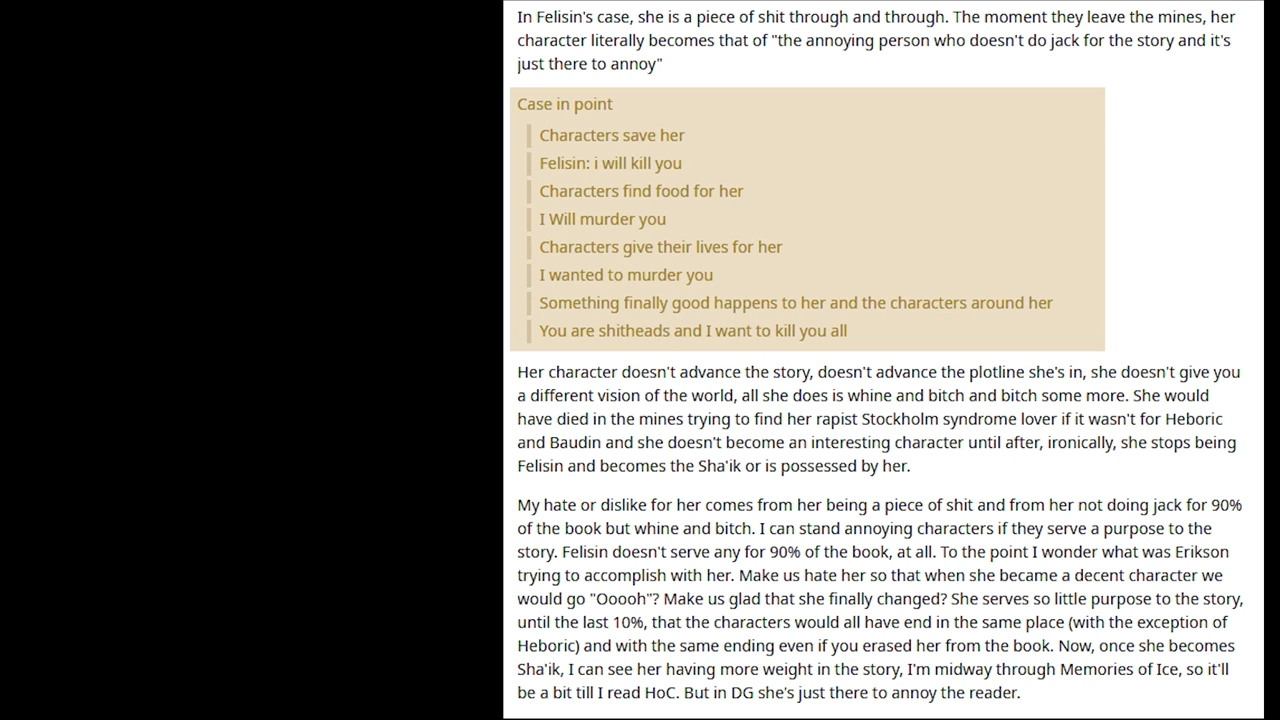 In Felisin's case, she is a piece of shit through and through. The moment they leave the mines, her
character literally becomes that of "the annoying person who doesn't do jack for the story and it's
just there to annoy"
Case in point
Characters save her
Felisin: i will kill you
Characters find food for her
I Will murder you
Characters give their lives for her
I wanted to murder you
Something finally good happens to her and the characters around her
You are shitheads and I want to kill you all
Her character doesn't advance the story, doesn't advance the plotline she's in, she doesn't give you
a different vision of the world, all she does is whine and bitch and bitch some more. She would
have died in the mines trying to find her rapist Stockholm syndrome lover if it wasn't for Heboric
and Baudin and she doesn't become an interesting character until after, ironically, she stops being
Felisin and becomes the Sha'ik or is possessed by her.
My hate or dislike for her comes from her being a piece of shit and from her not doing jack for 90%
of the book but whine and bitch. I can stand annoying characters if they serve a purpose to the
story. Felisin doesn't serve any for 90% of the book, at all. To the point I wonder what was Erikson
trying to accomplish with her. Make us hate her so that when she became a decent character we
would go "Ooooh"? Make us glad that she finally changed? She serves so little purpose to the story,
until the last 10%, that the characters would all have end in the same place (with the exception of
Heboric) and with the same ending even if you erased her from the book. Now, once she becomes
Sha'ik, I can see her having more weight in the story, I'm midway through Memories of Ice, so it'll
be a bit till I read HoC. But in DG she's just there to annoy the reader.